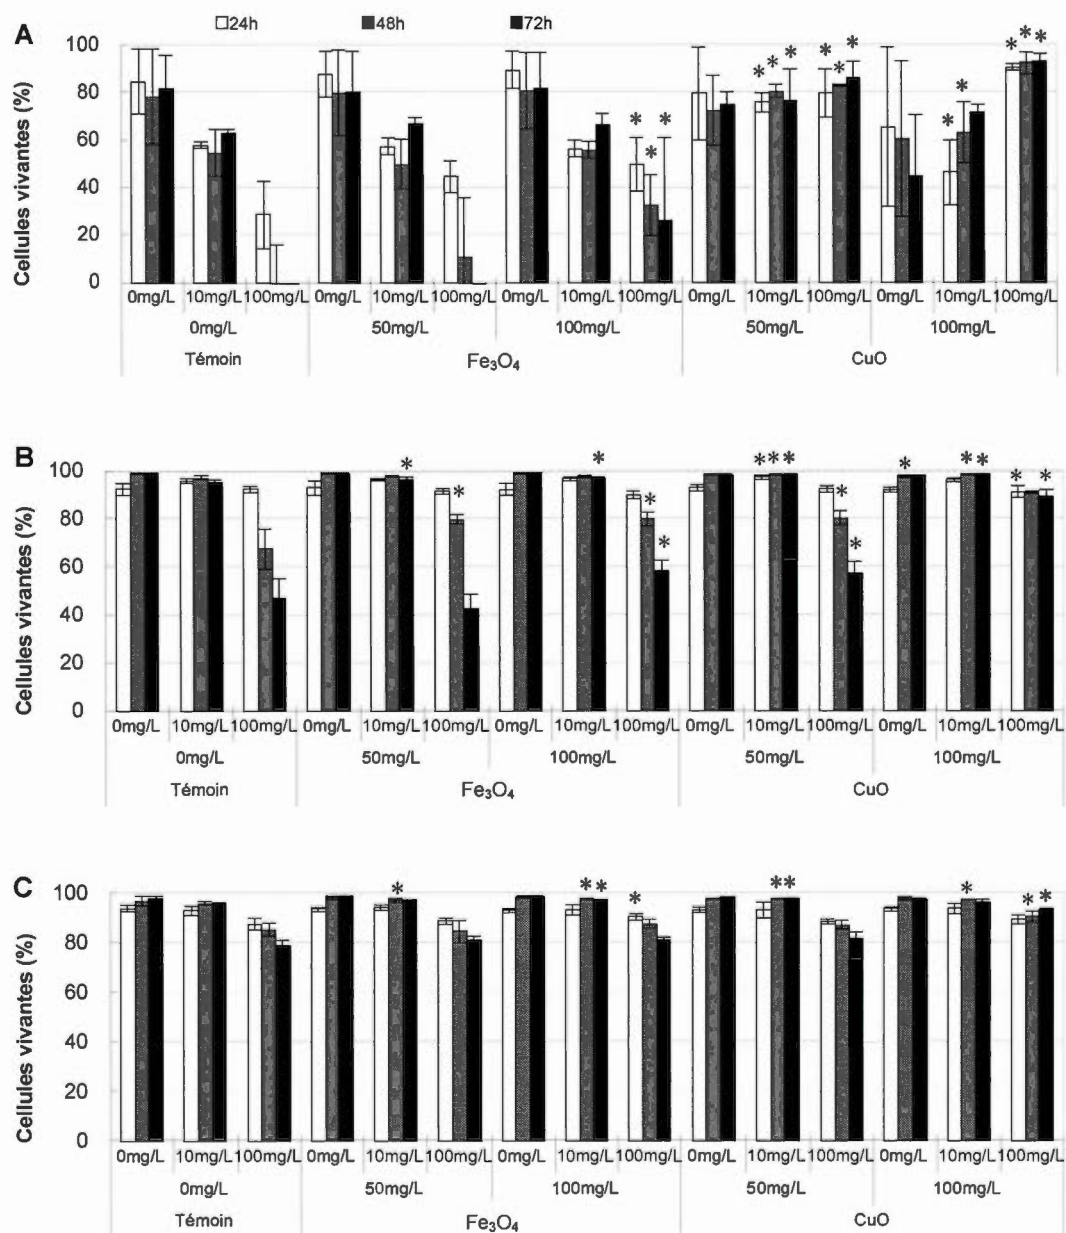 24h 48h 72h
A
Cellules vivantes (%)
100
80
60
40
20
0
* * * * * * * * * * * * * *
0mg/L 10mg/L 100mg/L 0mg/L 10mg/L 100mg/L 0mg/L 10mg/L 100mg/L 0mg/L 10mg/L 100mg/L 0mg/L 10mg/L 100mg/L
0mg/L 50mg/L 100mg/L 50mg/L 100mg/L
Témoin Fe₃O₄ CuO
B
Cellules vivantes (%)
100
80
60
40
20
0
* * * * * * * * * * * * * * *
0mg/L 10mg/L 100mg/L 0mg/L 10mg/L 100mg/L 0mg/L 10mg/L 100mg/L 0mg/L 10mg/L 100mg/L 0mg/L 10mg/L 100mg/L
0mg/L 50mg/L 100mg/L 50mg/L 100mg/L
Témoin Fe₃O₄ CuO
C
Cellules vivantes (%)
100
80
60
40
20
0
* * * * * * * * *
0mg/L 10mg/L 100mg/L 0mg/L 10mg/L 100mg/L 0mg/L 10mg/L 100mg/L 0mg/L 10mg/L 100mg/L 0mg/L 10mg/L 100mg/L
0mg/L 50mg/L 100mg/L 50mg/L 100mg/L
Témoin Fe₃O₄ CuO